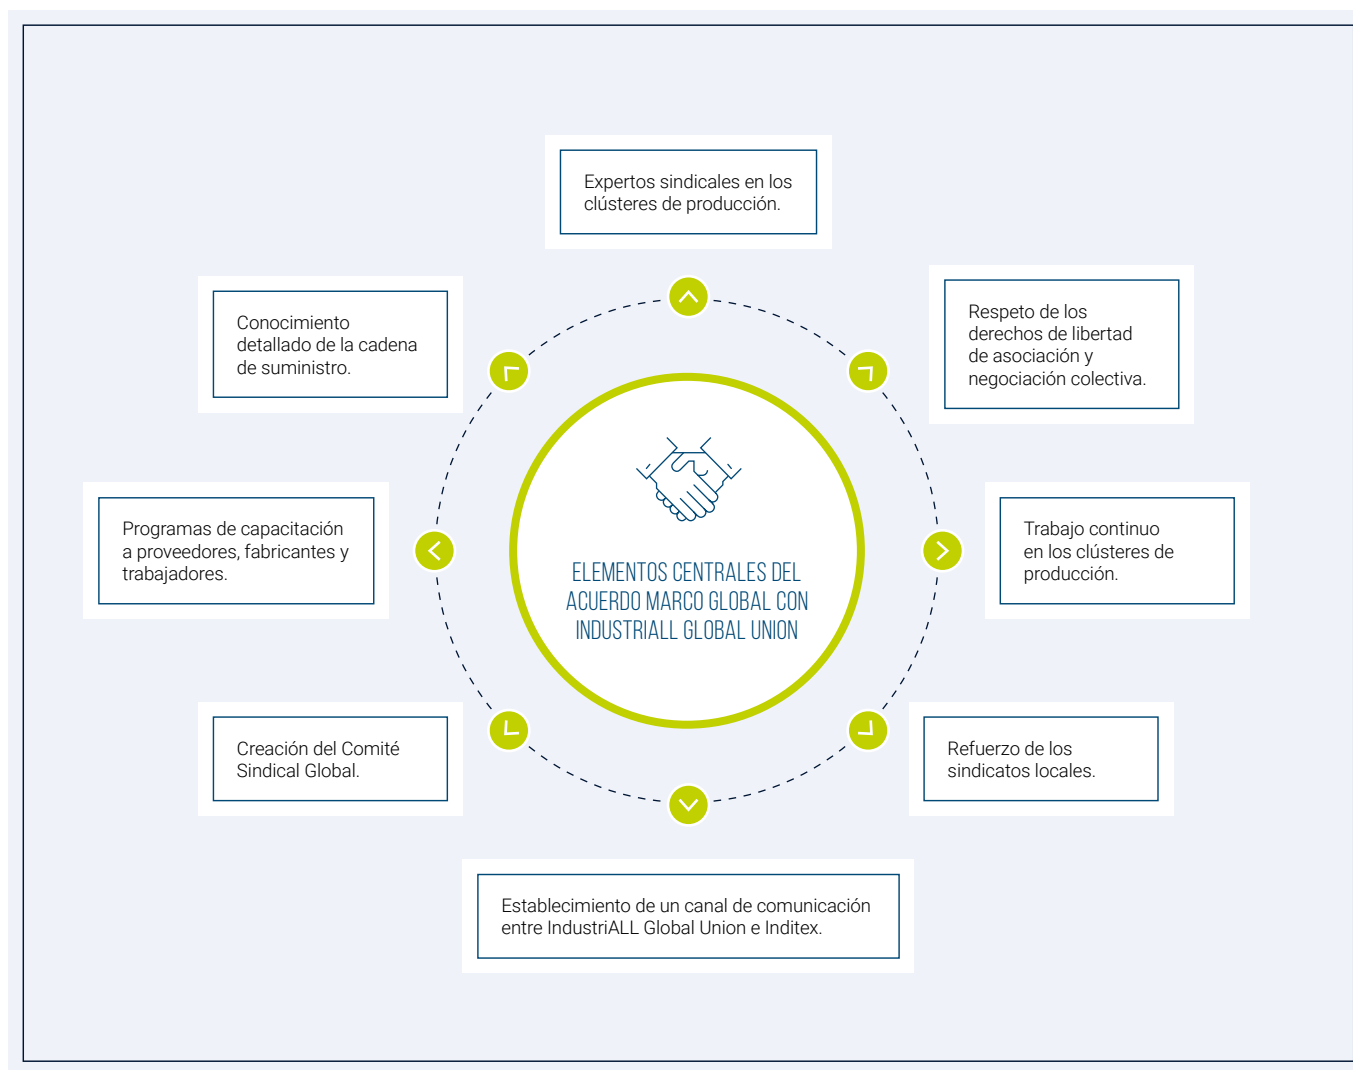 Expertos sindicales en los
clústeres de producción.
Respeto de los
derechos de libertad
de asociación y
negociación colectiva.
Trabajo continuo
en los clústeres de
producción.
Refuerzo de los
sindicatos locales.
Establecimiento de un canal de comunicación
entre IndustriALL Global Union e Inditex.
Creación del Comité
Sindical Global.
Programas de capacitación
a proveedores, fabricantes y
trabajadores.
Conocimiento
detallado de la cadena
de suministro.
ELEMENTOS CENTRALES DEL
ACUERDO MARCO GLOBAL CON
INDUSTRIALL GLOBAL UNION